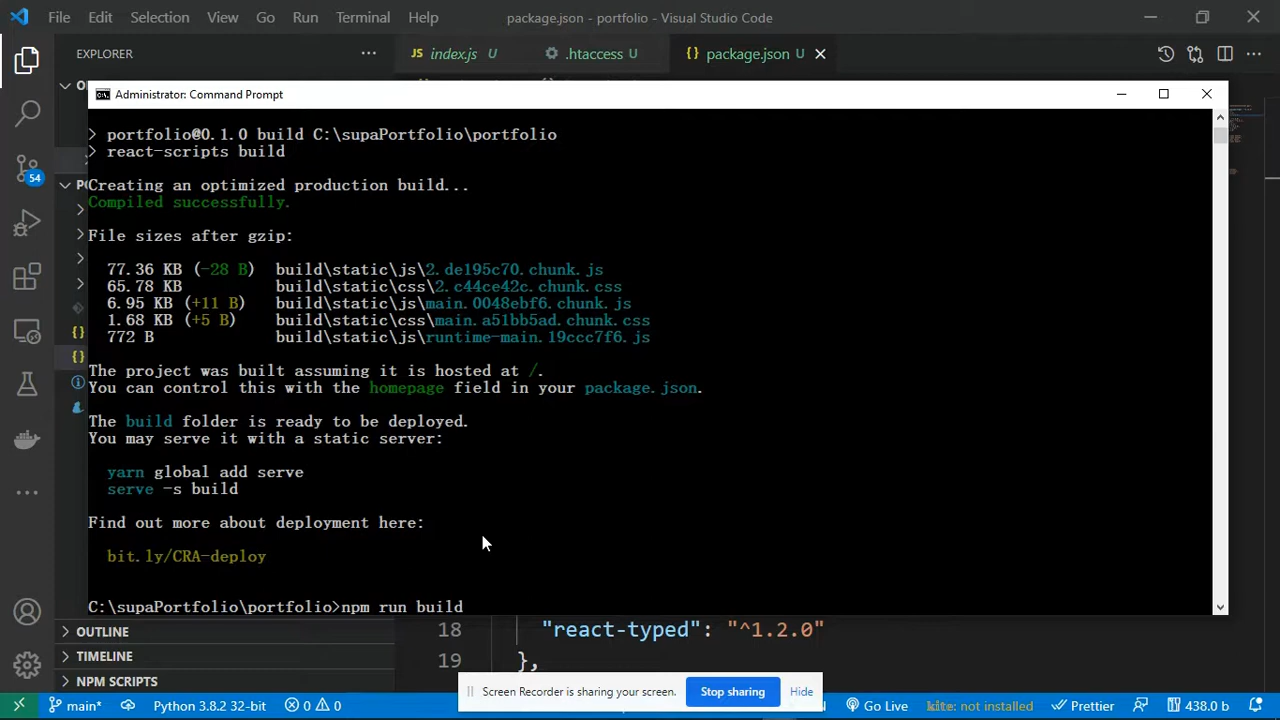 File Edit Selection View Go Run Terminal Help package.json - portfolio - Visual Studio Code
EXPLORER
JS index.js U
.htaccess U
{} package.json U
Administrator: Command Prompt
> portfolio@0.1.0 build C:\supaPortfolio\portfolio
> react-scripts build
Creating an optimized production build...
Compiled successfully.
File sizes after gzip:
77.36 KB (-28 B) build\static\js\2.de195c70.chunk.js
65.78 KB build\static\css\2.c44ce42c.chunk.css
6.95 KB (+11 B) build\static\js\main.0048ebf6.chunk.js
1.68 KB (+5 B) build\static\css\main.a51bb5ad.chunk.css
772 B build\static\js\runtime-main.19ccc7f6.js
The project was built assuming it is hosted at /.
You can control this with the homepage field in your package.json.
The build folder is ready to be deployed.
You may serve it with a static server:
yarn global add serve
serve -s build
Find out more about deployment here:
bit.ly/CRA-deploy
C:\supaPortfolio\portfolio>npm run build
54
18 "react-typed": "^1.2.0"
19 },
OUTLINE
TIMELINE
NPM SCRIPTS
Screen Recorder is sharing your screen. Stop sharing Hide
main* Python 3.8.2 32-bit 0 0 Go Live kite: not installed Prettier 438.0 b